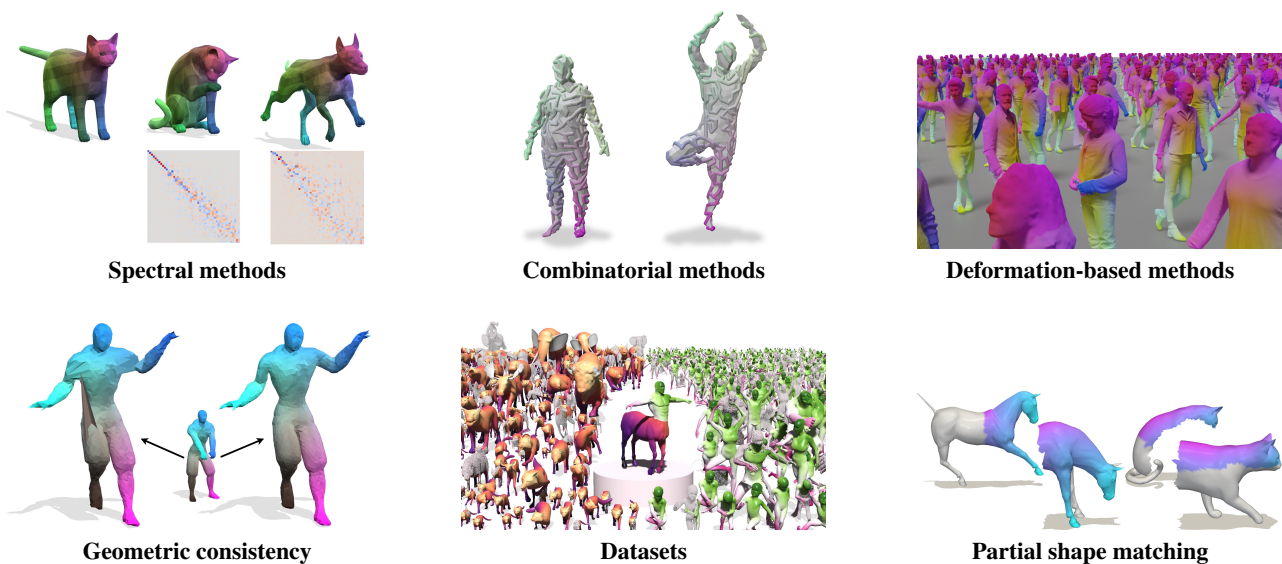 Spectral methods
Combinatorial methods
Deformation-based methods
Geometric consistency
Datasets
Partial shape matching